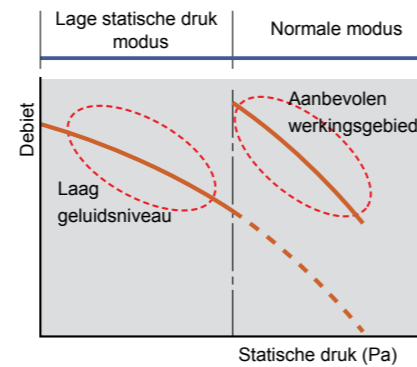 Lage statische druk
modus
Normale modus
Debiet
Aanbevolen
werkingsgebied
Laag
geluidsniveau
Statische druk (Pa)